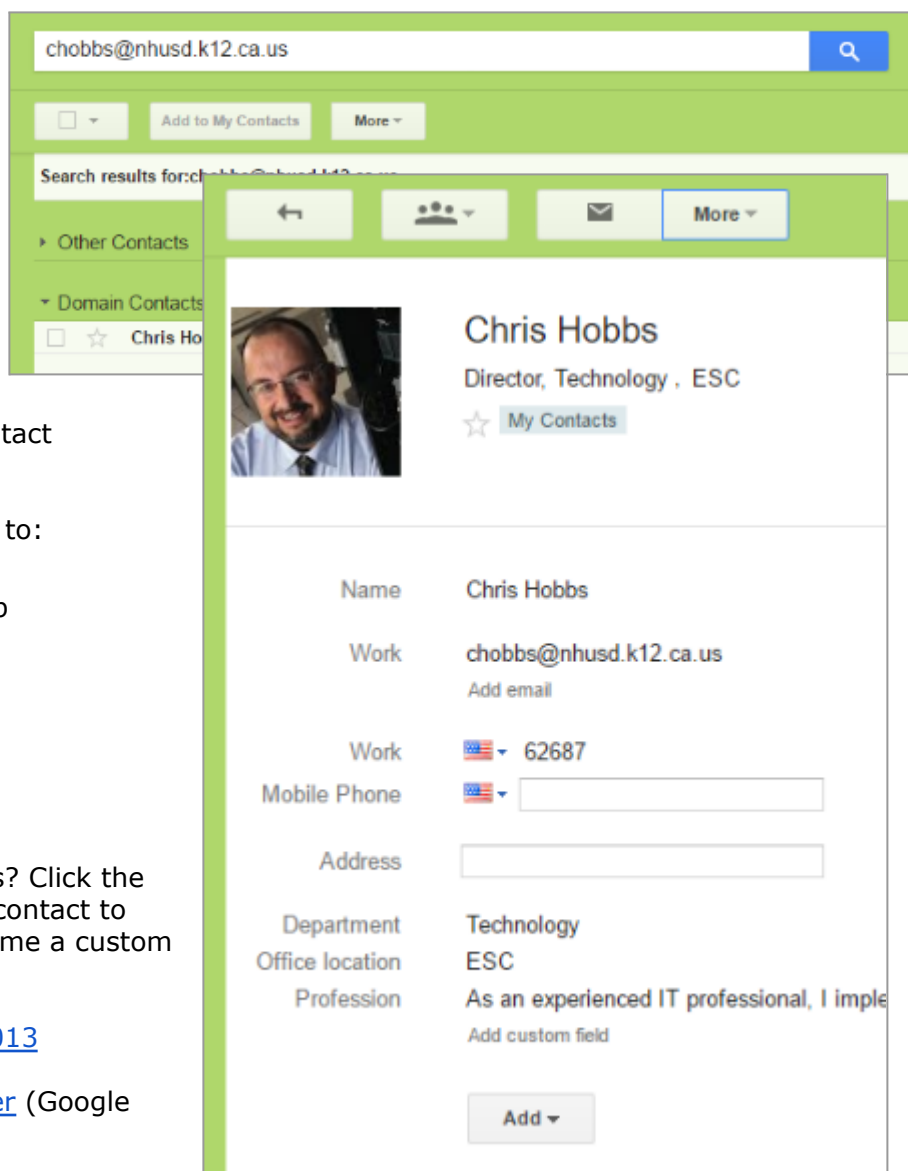 chobbs@nhusd.k12.ca.us
Add to My Contacts More
Search results for:
Other Contacts
Domain Contacts
Chris Ho
More
Chris Hobbs
Director, Technology , ESC
My Contacts
tact
to:
Name Chris Hobbs
Work chobbs@nhusd.k12.ca.us
Add email
Work 62687
Mobile Phone
Address
s? Click the
contact to
me a custom
Department Technology
Office location ESC
Profession As an experienced IT professional, I imple
Add custom field
013
er (Google
Add